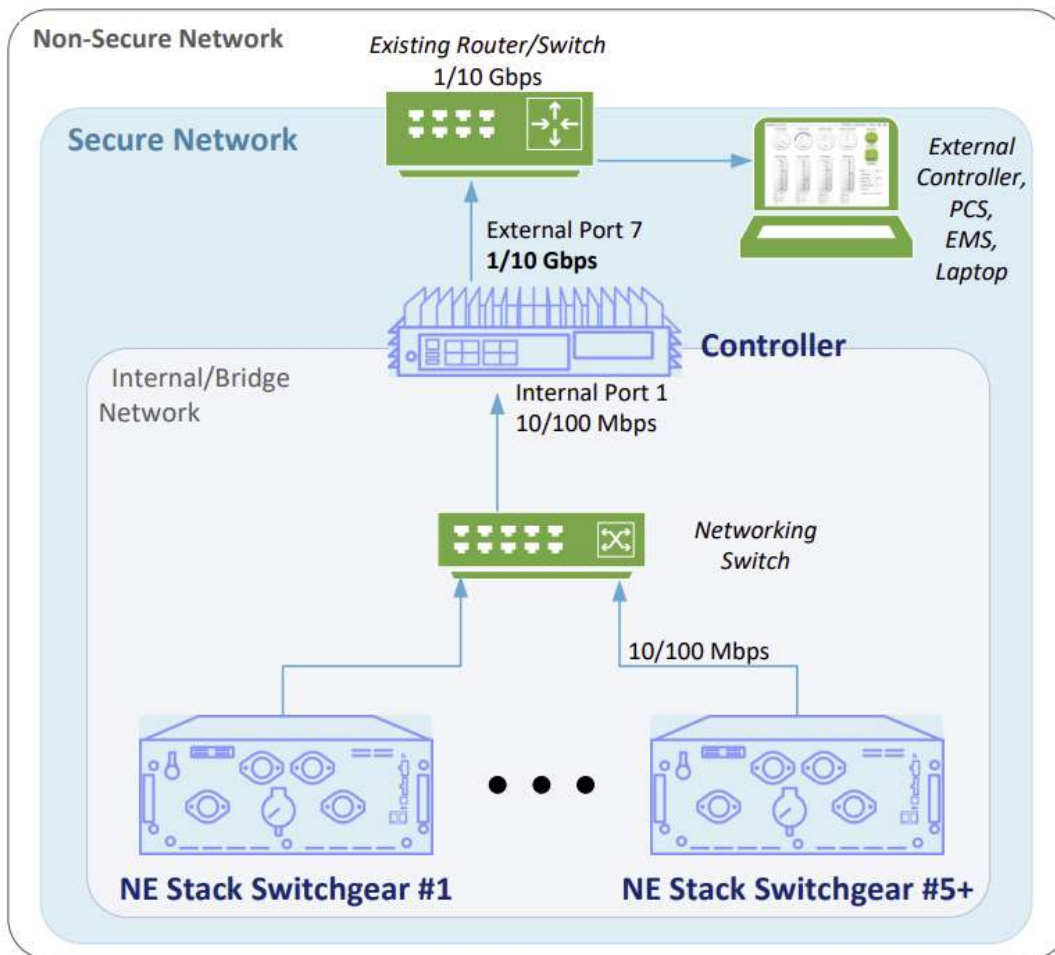 Non-Secure Network
Existing Router/Switch
1/10 Gbps
Secure Network
External
Controller,
PCS,
EMS,
Laptop
External Port 7
1/10 Gbps
Controller
Internal/Bridge
Network
Internal Port 1
10/100 Mbps
Networking
Switch
10/100 Mbps
NE Stack Switchgear #1
NE Stack Switchgear #5+